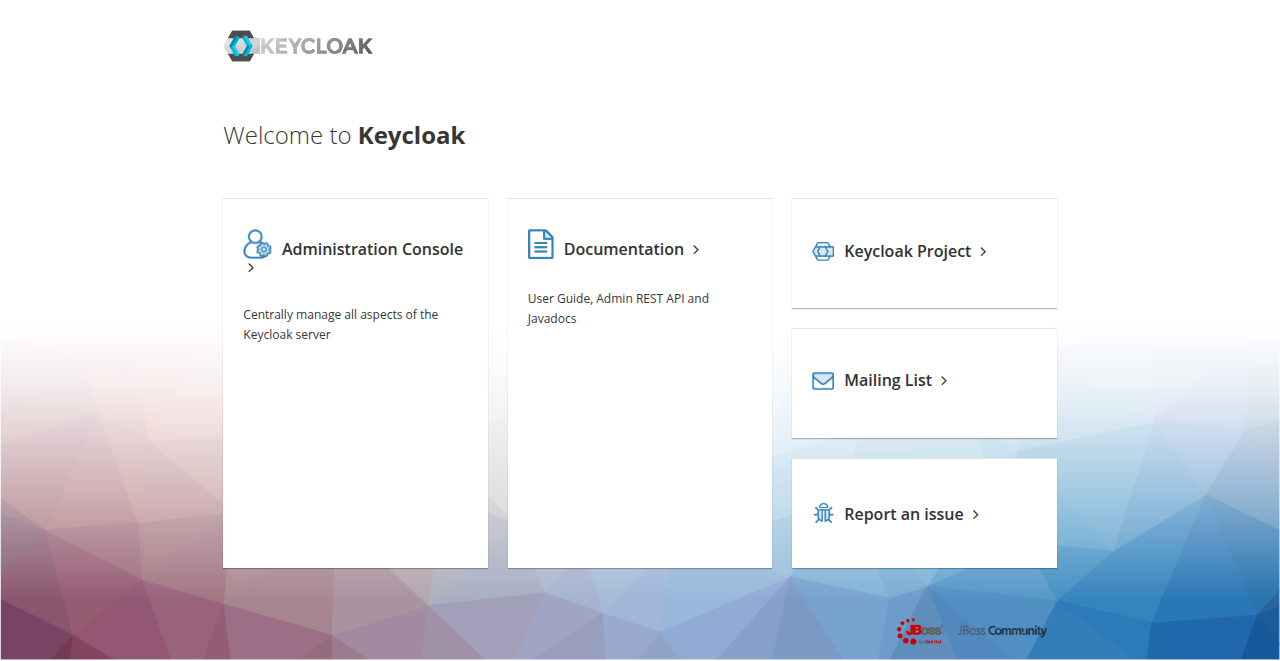 KEYCLOAK
Welcome to Keycloak
Administration Console
Centrally manage all aspects of the
Keycloak server
Documentation
User Guide, Admin REST API and
Javadocs
Keycloak Project
Mailing List
Report an issue
JBoss
by Red Hat
JBoss Community